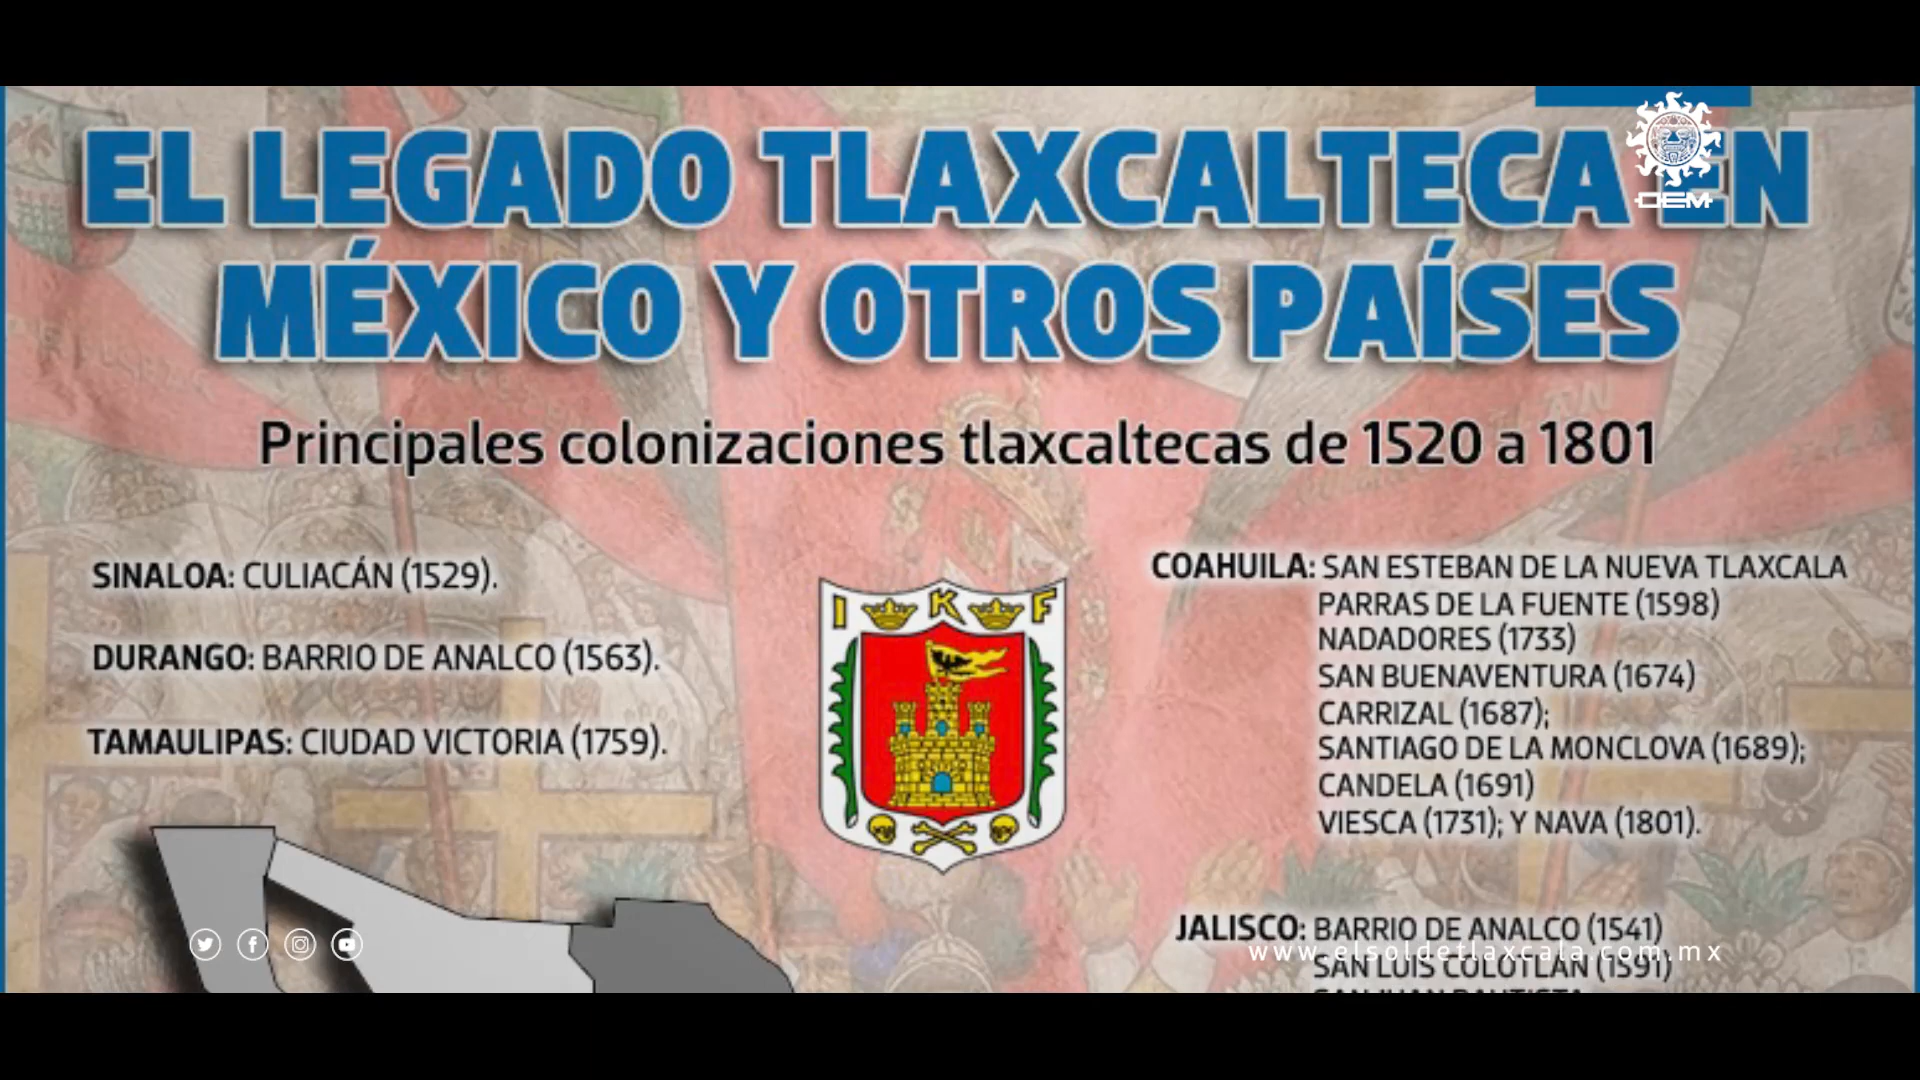 EL LEGADO TLAXCALTECA EN
MÉXICO Y OTROS PAÍSES
OEM
Principales colonizaciones tlaxcaltecas de 1520 a 1801
SINALOA: CULIACÁN (1529).
DURANGO: BARRIO DE ANALCO (1563).
TAMAULIPAS: CIUDAD VICTORIA (1759).
I K F
COAHUILA: SAN ESTEBAN DE LA NUEVA TLAXCALA
PARRAS DE LA FUENTE (1598)
NADADORES (1733)
SAN BUENAVENTURA (1674)
CARRIZAL (1687);
SANTIAGO DE LA MONCLOVA (1689);
CANDELA (1691)
VIESCA (1731); Y NAVA (1801).
JALISCO: BARRIO DE ANALCO (1541)
www.elsoldetlaxcala.com.mx
SAN LUIS COLOTLÁN (1591)